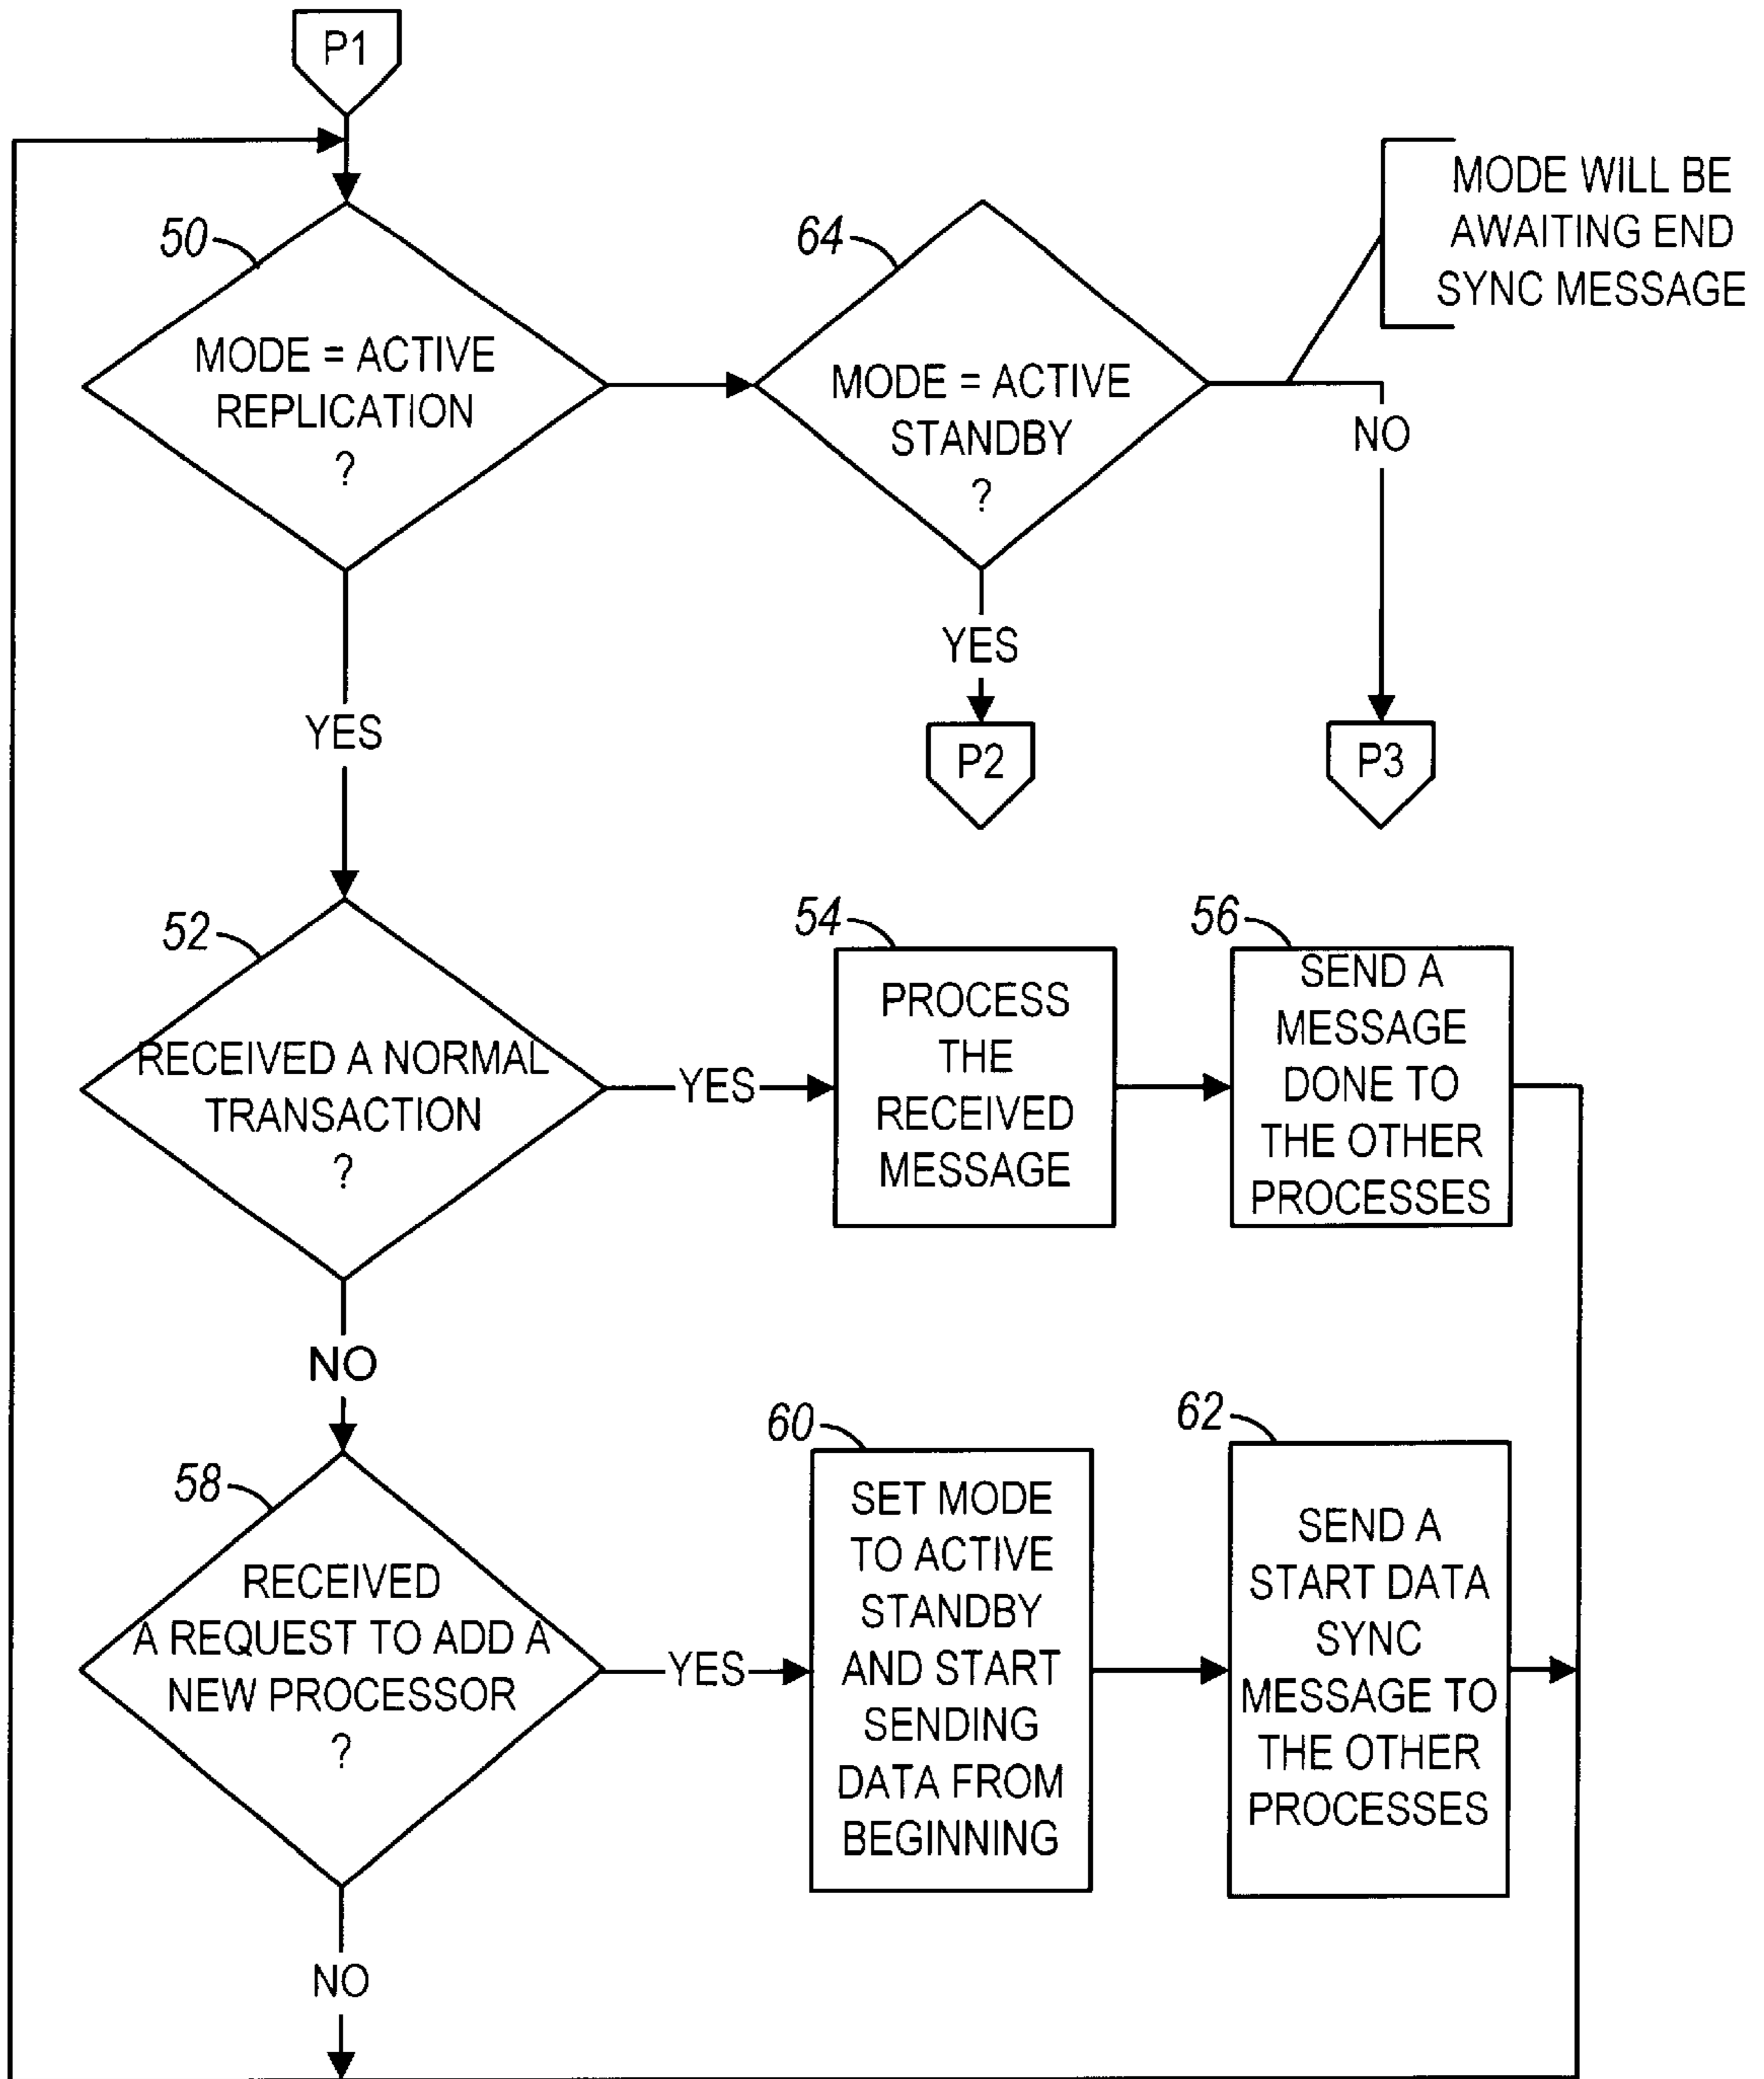 P1
50
MODE = ACTIVE
REPLICATION
?
64
MODE = ACTIVE
STANDBY
?
MODE WILL BE
AWAITING END
SYNC MESSAGE
NO
YES
P2
P3
YES
52
RECEIVED A NORMAL
TRANSACTION
?
YES
54
PROCESS
THE
RECEIVED
MESSAGE
56
SEND A
MESSAGE
DONE TO
THE OTHER
PROCESSES
NO
58
RECEIVED
A REQUEST TO ADD A
NEW PROCESSOR
?
YES
60
SET MODE
TO ACTIVE
STANDBY
AND START
SENDING
DATA FROM
BEGINNING
62
SEND A
START DATA
SYNC
MESSAGE TO
THE OTHER
PROCESSES
NO